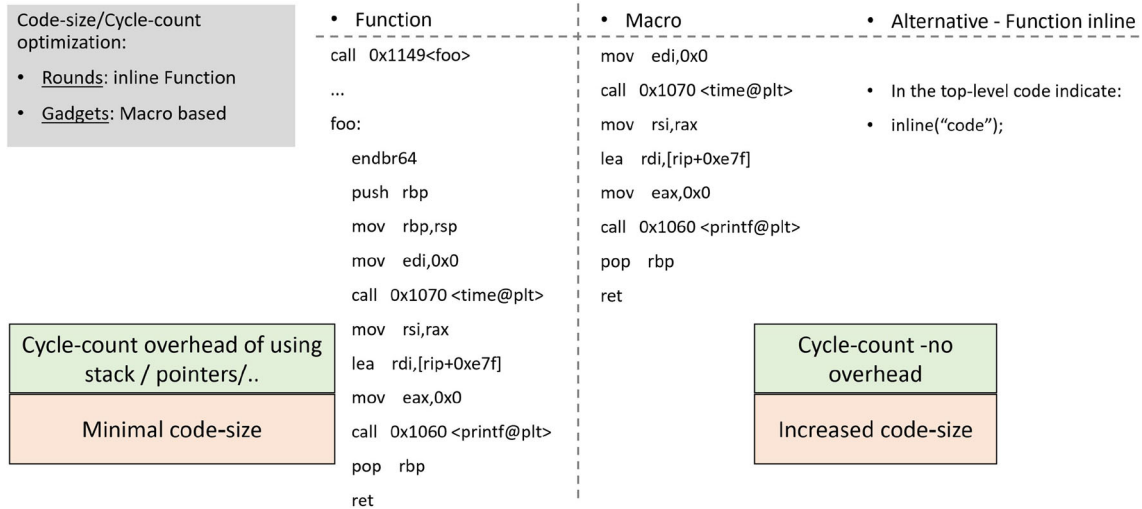 Code-size/Cycle-count
optimization:
• Rounds: inline Function
• Gadgets: Macro based
• Function
call 0x1149<foo>
...
foo:
endbr64
push rbp
mov rbp,rsp
mov edi,0x0
call 0x1070 <time@plt>
mov rsi,rax
lea rdi,[rip+0xe7f]
mov eax,0x0
call 0x1060 <printf@plt>
pop rbp
ret
Cycle-count overhead of using
stack / pointers/..
Minimal code-size
• Macro
mov edi,0x0
call 0x1070 <time@plt>
mov rsi,rax
lea rdi,[rip+0xe7f]
mov eax,0x0
call 0x1060 <printf@plt>
pop rbp
ret
• Alternative - Function inline
• In the top-level code indicate:
• inline(“code”);
Cycle-count -no
overhead
Increased code-size